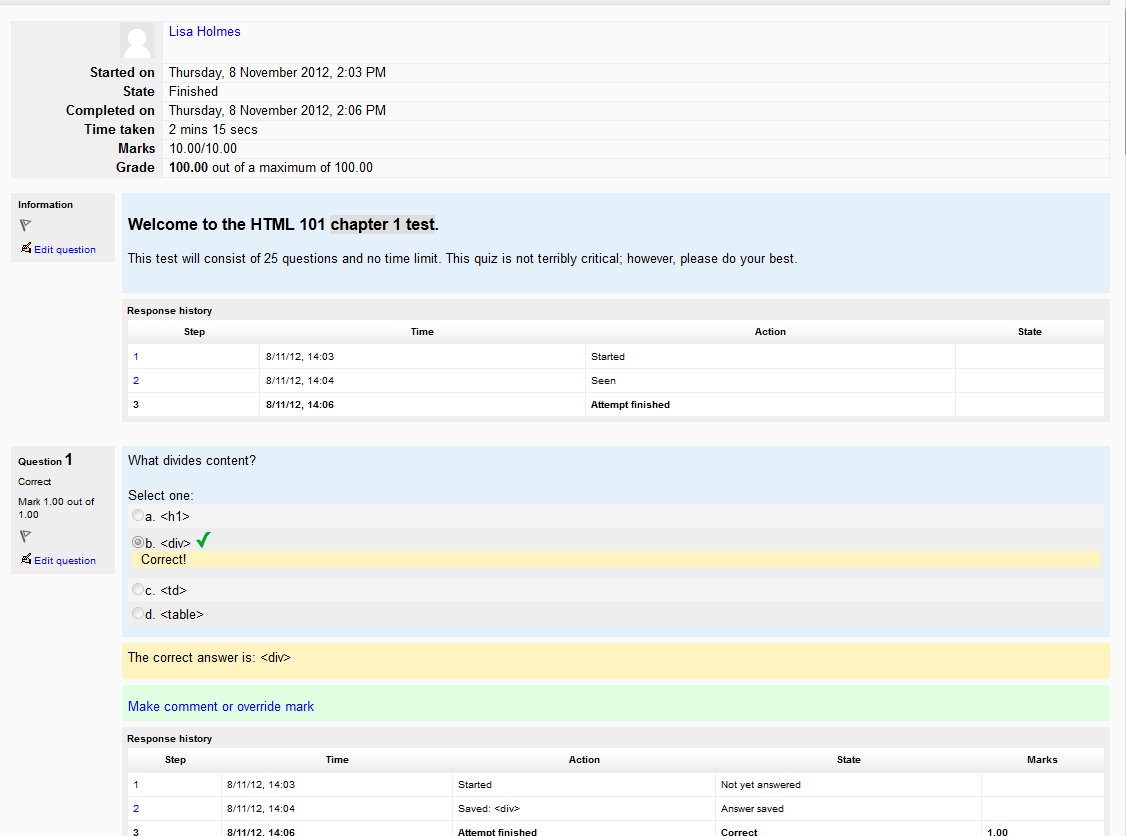 Lisa Holmes
Started on Thursday, 8 November 2012, 2:03 PM
State Finished
Completed on Thursday, 8 November 2012, 2:06 PM
Time taken 2 mins 15 secs
Marks 10.00/10.00
Grade 100.00 out of a maximum of 100.00
Information
Edit question
Welcome to the HTML 101 chapter 1 test.
This test will consist of 25 questions and no time limit. This quiz is not terribly critical; however, please do your best.
Response history
Step Time Action State
1 8/11/12, 14:03 Started
2 8/11/12, 14:04 Seen
3 8/11/12, 14:06 Attempt finished
Question 1
Correct
Mark 1.00 out of
1.00
Edit question
What divides content?
Select one:
a. <h1>
b. <div>
Correct!
c. <td>
d. <table>
The correct answer is: <div>
Make comment or override mark
Response history
Step Time Action State Marks
1 8/11/12, 14:03 Started Not yet answered
2 8/11/12, 14:04 Saved: <div> Answer saved
3 8/11/12, 14:06 Attempt finished Correct 1.00